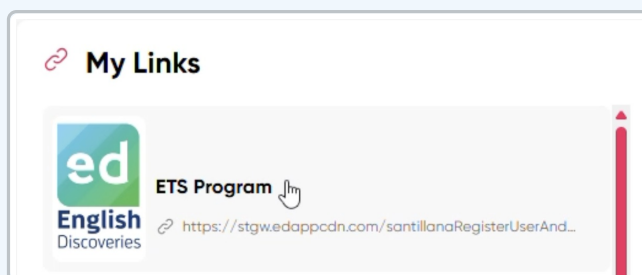 My Links
ed
English
Discoveries
ETS Program
https://stgw.edappcdn.com/santillanaRegisterUserAnd...